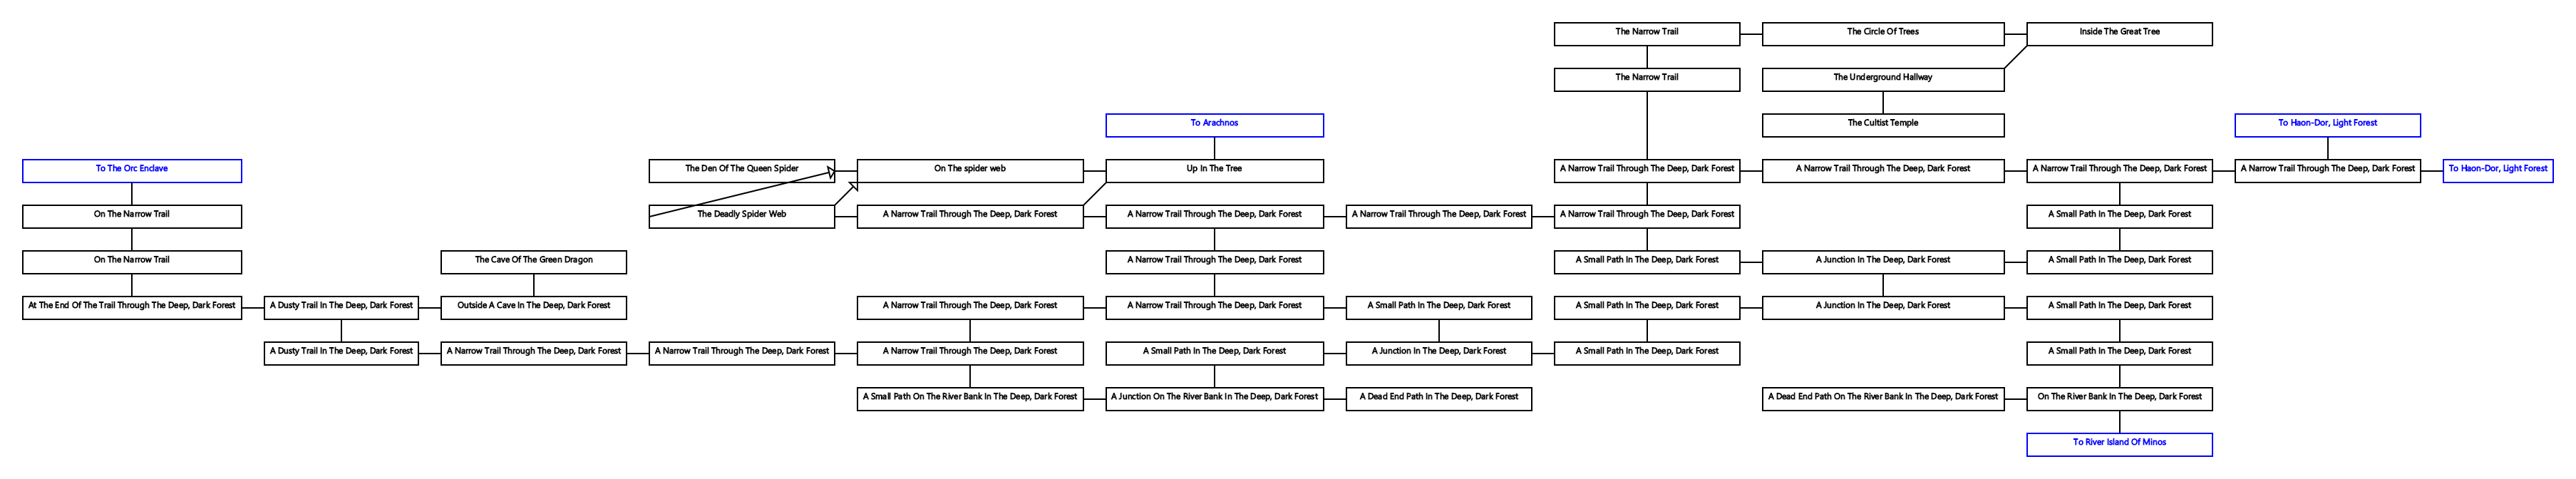 The Narrow Trail
The Circle Of Trees
Inside The Great Tree
The Narrow Trail
The Underground Hallway
To Arachnos
The Cultist Temple
To Haon-Dor, Light Forest
To The Orc Enclave
The Den Of The Queen Spider
On The spider web
Up In The Tree
A Narrow Trail Through The Deep, Dark Forest
A Narrow Trail Through The Deep, Dark Forest
A Narrow Trail Through The Deep, Dark Forest
A Narrow Trail Through The Deep, Dark Forest
To Haon-Dor, Light Forest
On The Narrow Trail
The Deadly Spider Web
A Narrow Trail Through The Deep, Dark Forest
A Narrow Trail Through The Deep, Dark Forest
A Narrow Trail Through The Deep, Dark Forest
A Narrow Trail Through The Deep, Dark Forest
A Small Path In The Deep, Dark Forest
On The Narrow Trail
The Cave Of The Green Dragon
A Narrow Trail Through The Deep, Dark Forest
A Small Path In The Deep, Dark Forest
A Junction In The Deep, Dark Forest
A Small Path In The Deep, Dark Forest
At The End Of The Trail Through The Deep, Dark Forest
A Dusty Trail In The Deep, Dark Forest
Outside A Cave In The Deep, Dark Forest
A Narrow Trail Through The Deep, Dark Forest
A Narrow Trail Through The Deep, Dark Forest
A Small Path In The Deep, Dark Forest
A Small Path In The Deep, Dark Forest
A Junction In The Deep, Dark Forest
A Small Path In The Deep, Dark Forest
A Dusty Trail In The Deep, Dark Forest
A Narrow Trail Through The Deep, Dark Forest
A Narrow Trail Through The Deep, Dark Forest
A Narrow Trail Through The Deep, Dark Forest
A Small Path In The Deep, Dark Forest
A Junction In The Deep, Dark Forest
A Small Path In The Deep, Dark Forest
A Small Path In The Deep, Dark Forest
A Small Path On The River Bank In The Deep, Dark Forest
A Junction On The River Bank In The Deep, Dark Forest
A Dead End Path In The Deep, Dark Forest
A Dead End Path On The River Bank In The Deep, Dark Forest
On The River Bank In The Deep, Dark Forest
To River Island Of Minos